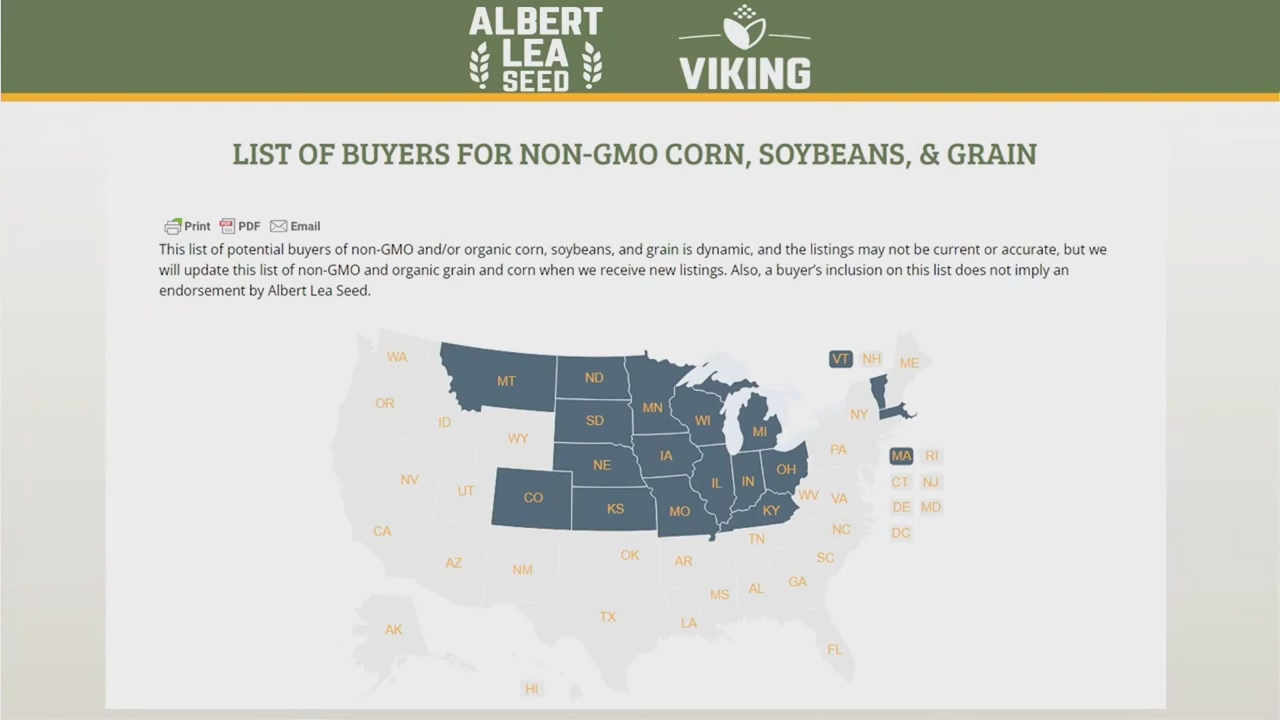 ALBERT
LEA
SEED
VIKING
LIST OF BUYERS FOR NON-GMO CORN, SOYBEANS, & GRAIN
Print PDF Email
This list of potential buyers of non-GMO and/or organic corn, soybeans, and grain is dynamic, and the listings may not be current or accurate, but we
will update this list of non-GMO and organic grain and corn when we receive new listings. Also, a buyer's inclusion on this list does not imply an
endorsement by Albert Lea Seed.
WA VT NH ME
MT ND
OR MN NY
ID SD WI
WY MI
IA PA MA RI
NE OH
NV UT IL IN CT NJ
CO WV VA
KS MO KY DE MD
CA NC DC
TN
OK AR SC
AZ NM
MS AL GA
TX LA
AK FL
HI